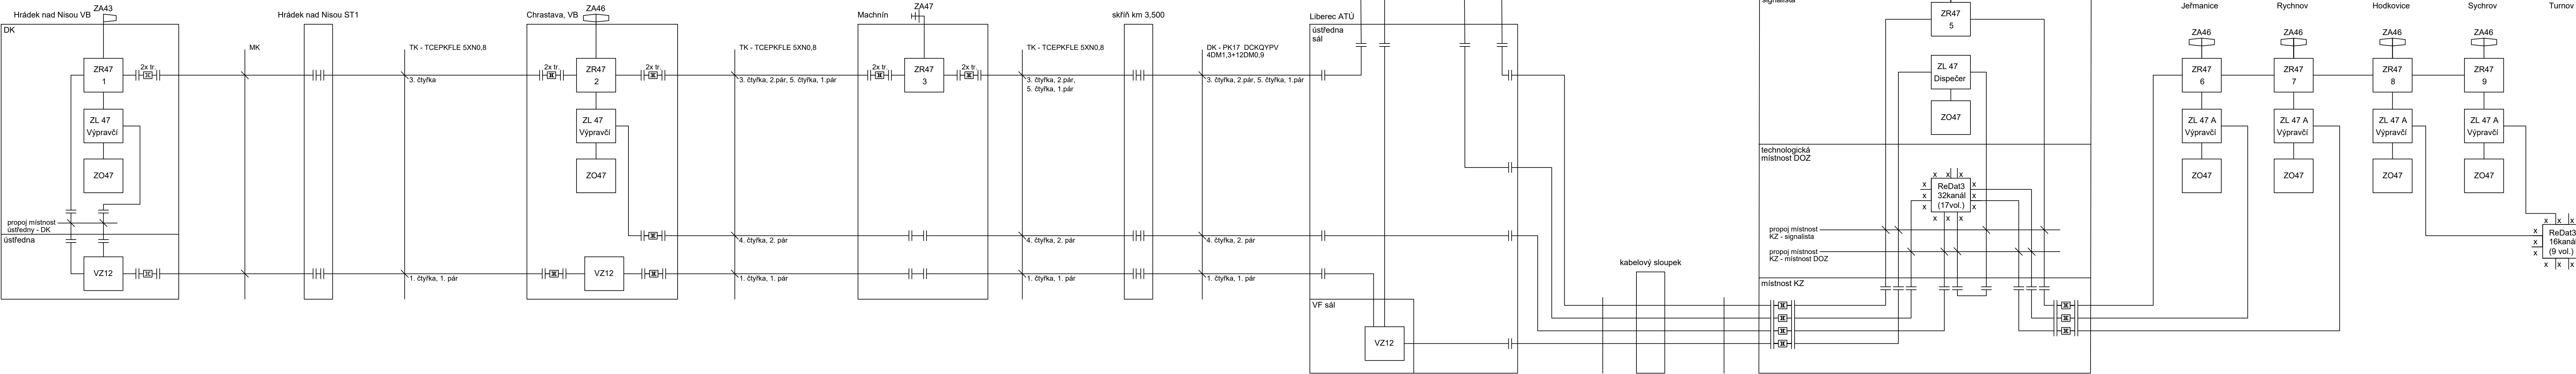 Hrádek nad Nisou VB
ZA43
DK
ZR47
1
2x tr.
ZL 47
Výpravčí
ZO47
propoj místnost
ústředny - DK
ústředna
VZ12
MK
Hrádek nad Nisou ST1
TK - TCEPKFLE 5XN0,8
3. čtyřka
1. čtyřka, 1. pár
Chrastava, VB
ZA46
2x tr.
ZR47
2
2x tr.
ZL 47
Výpravčí
ZO47
VZ12
TK - TCEPKFLE 5XN0,8
3. čtyřka, 2.pár, 5. čtyřka, 1.pár
4. čtyřka, 2. pár
1. čtyřka, 1. pár
Machnín
ZA47
2x tr.
ZR47
3
2x tr.
TK - TCEPKFLE 5XN0,8
3. čtyřka, 2.pár,
5. čtyřka, 1.pár
4. čtyřka, 2. pár
1. čtyřka, 1. pár
skříň km 3,500
DK - PK17 DCKQYPV
4DM1,3+12DM0,9
3. čtyřka, 2.pár, 5. čtyřka, 1.pár
4. čtyřka, 2. pár
1. čtyřka, 1. pár
Liberec ATÚ
ústředna
sál
VF sál
VZ12
kabelový sloupek
signalista
ZR47
5
ZL 47
Dispečer
ZO47
technologická
místnost DOZ
x x x
x ReDat3 x
32kanál
x (17vol.) x
x x x
propoj místnost
KZ - signalista
propoj místnost
KZ - místnost DOZ
místnost KZ
Jeřmanice
ZA46
ZR47
6
ZL 47 A
Výpravčí
ZO47
Rychnov
ZA46
ZR47
7
ZL 47 A
Výpravčí
ZO47
Hodkovice
ZA46
ZR47
8
ZL 47 A
Výpravčí
ZO47
Sychrov
ZA46
ZR47
9
ZL 47 A
Výpravčí
ZO47
Turnov
x x x
x ReDat3
x 16kanál
x (9 vol.)
x x x